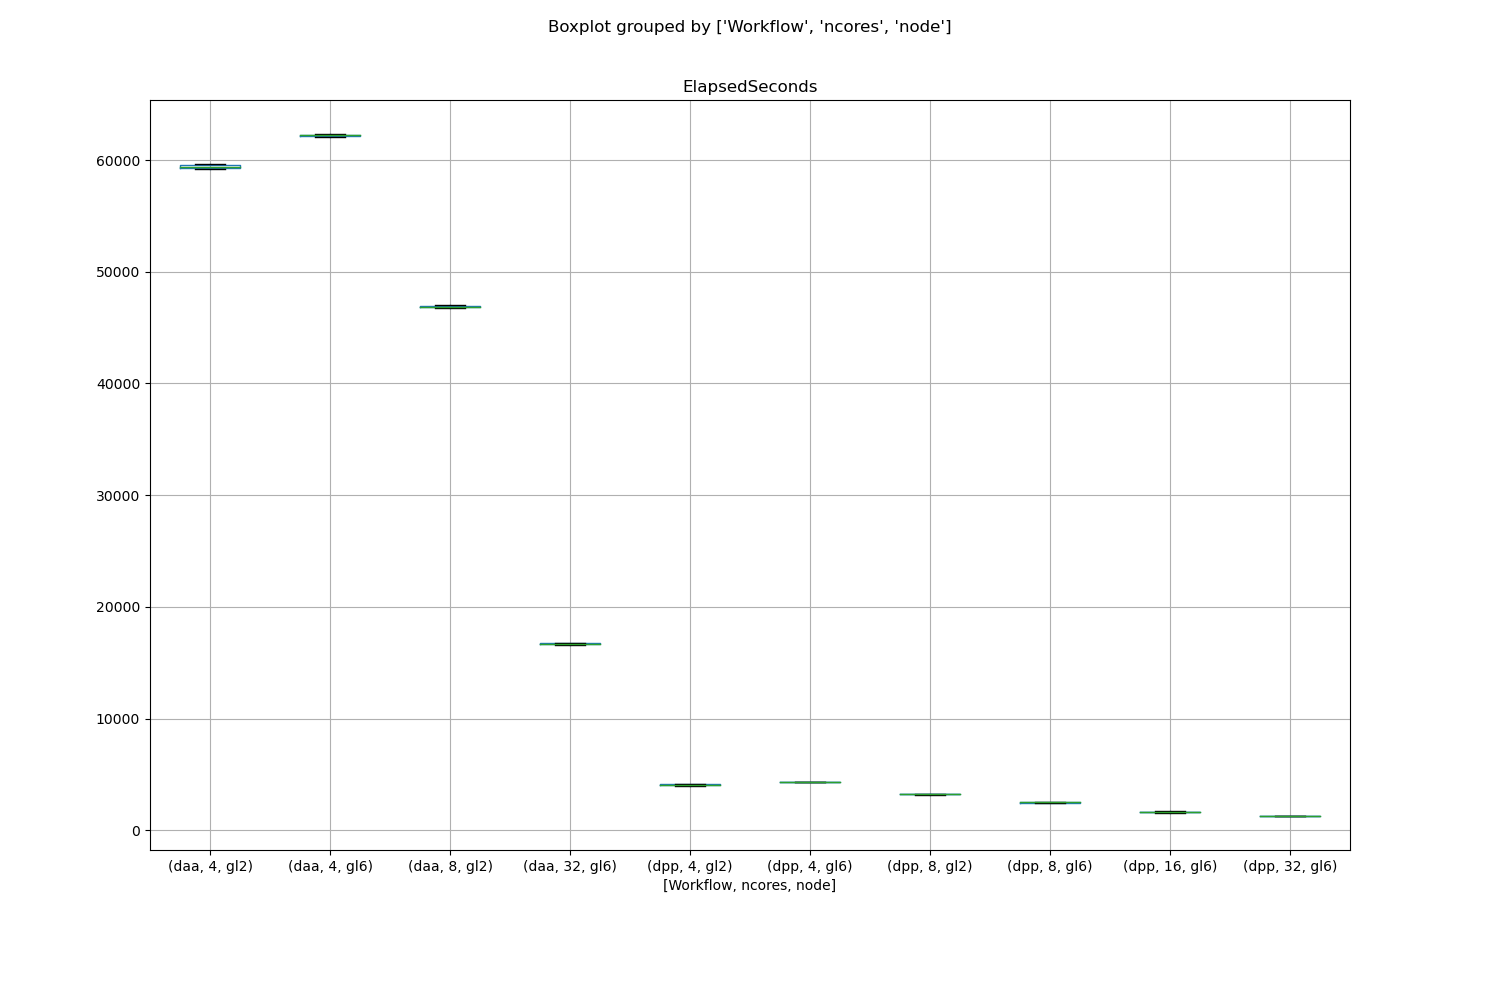 Boxplot grouped by ['Workflow', 'ncores', 'node']
ElapsedSeconds
60000
50000
40000
30000
20000
10000
0
(daa, 4, gl2) (daa, 4, gl6) (daa, 8, gl2) (daa, 32, gl6) (dpp, 4, gl2) (dpp, 4, gl6) (dpp, 8, gl2) (dpp, 8, gl6) (dpp, 16, gl6) (dpp, 32, gl6)
[Workflow, ncores, node]